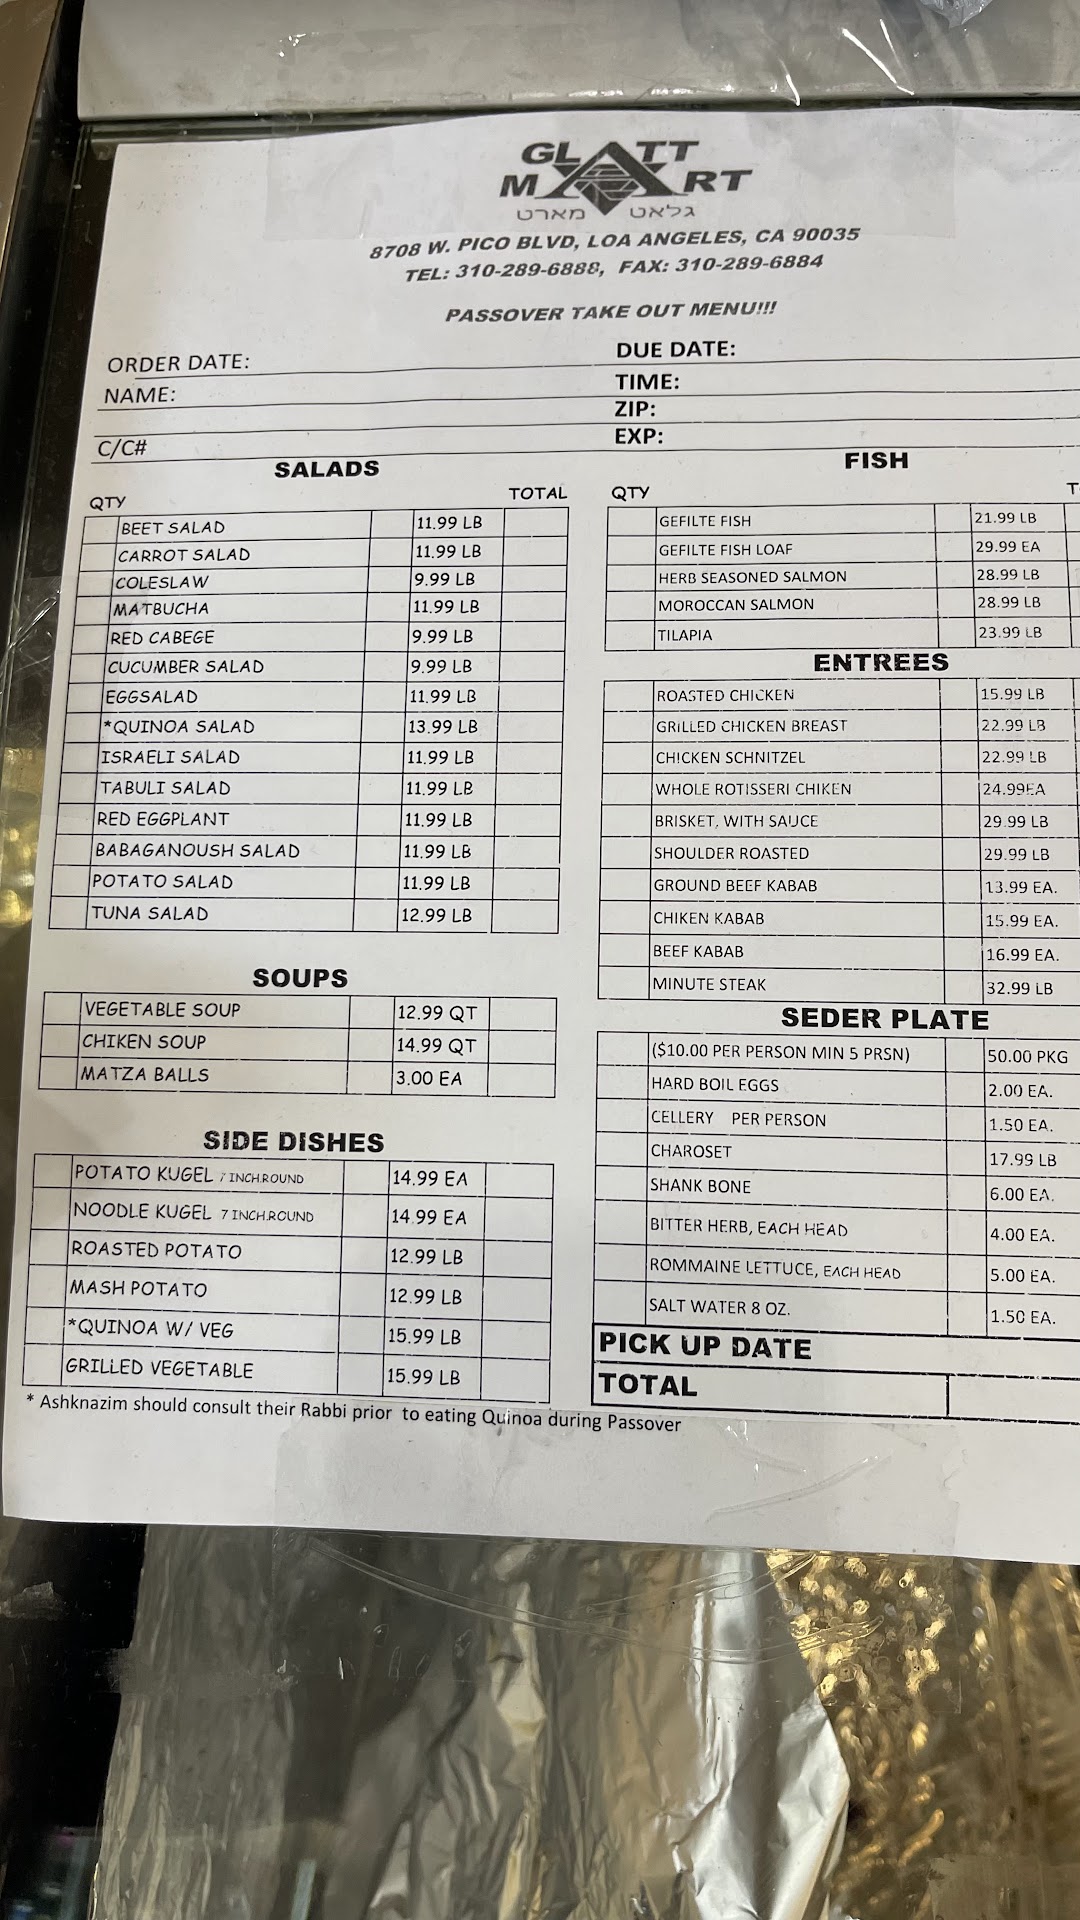 GLATT
MART
גלאט מארט
8708 W. PICO BLVD, LOA ANGELES, CA 90035
TEL: 310-289-6888, FAX: 310-289-6884
PASSOVER TAKE OUT MENU!!!
ORDER DATE:
NAME:
C/C#
DUE DATE:
TIME:
ZIP:
EXP:
SALADS
QTY TOTAL
BEET SALAD 11.99 LB
CARROT SALAD 11.99 LB
COLESLAW 9.99 LB
MATBUCHA 11.99 LB
RED CABEGE 9.99 LB
CUCUMBER SALAD 9.99 LB
EGGSALAD 11.99 LB
*QUINOA SALAD 13.99 LB
ISRAELI SALAD 11.99 LB
TABULI SALAD 11.99 LB
RED EGGPLANT 11.99 LB
BABAGANOUSH SALAD 11.99 LB
POTATO SALAD 11.99 LB
TUNA SALAD 12.99 LB
SOUPS
VEGETABLE SOUP 12.99 QT
CHIKEN SOUP 14.99 QT
MATZA BALLS 3.00 EA
SIDE DISHES
POTATO KUGEL 7 INCH.ROUND 14.99 EA
NOODLE KUGEL 7 INCH.ROUND 14.99 EA
ROASTED POTATO 12.99 LB
MASH POTATO 12.99 LB
*QUINOA W/ VEG 15.99 LB
GRILLED VEGETABLE 15.99 LB
* Ashknazim should consult their Rabbi prior to eating Quinoa during Passover
FISH
QTY
GEFILTE FISH 21.99 LB
GEFILTE FISH LOAF 29.99 EA
HERB SEASONED SALMON 28.99 LB
MOROCCAN SALMON 28.99 LB
TILAPIA 23.99 LB
ENTREES
ROASTED CHICKEN 15.99 LB
GRILLED CHICKEN BREAST 22.99 LB
CHICKEN SCHNITZEL 22.99 LB
WHOLE ROTISSERI CHIKEN 24.99EA
BRISKET, WITH SAUCE 29.99 LB
SHOULDER ROASTED 29.99 LB
GROUND BEEF KABAB 13.99 EA.
CHIKEN KABAB 15.99 EA.
BEEF KABAB 16.99 EA.
MINUTE STEAK 32.99 LB
SEDER PLATE
($10.00 PER PERSON MIN 5 PRSN) 50.00 PKG
HARD BOIL EGGS 2.00 EA.
CELLERY PER PERSON 1.50 EA.
CHAROSET 17.99 LB
SHANK BONE 6.00 EA.
BITTER HERB, EACH HEAD 4.00 EA.
ROMMAINE LETTUCE, EACH HEAD 5.00 EA.
SALT WATER 8 OZ. 1.50 EA.
PICK UP DATE
TOTAL